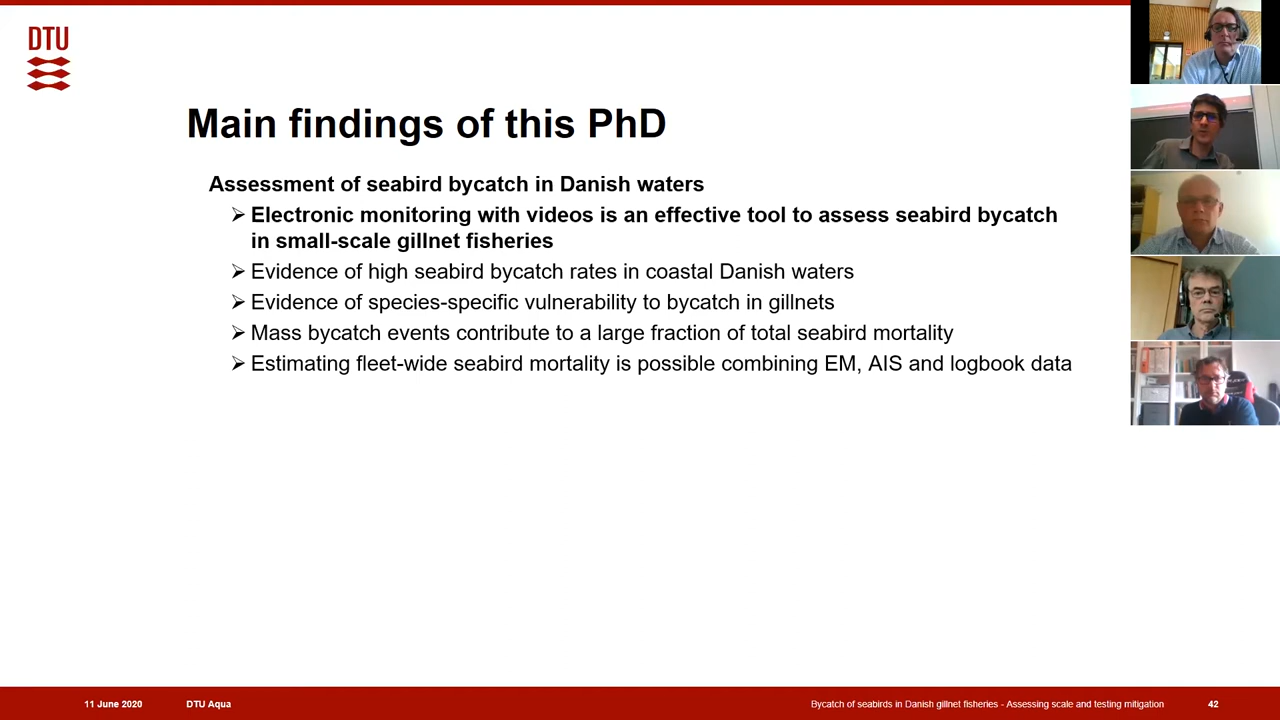 DTU
Main findings of this PhD
Assessment of seabird bycatch in Danish waters
➢ Electronic monitoring with videos is an effective tool to assess seabird bycatch
in small-scale gillnet fisheries
➢ Evidence of high seabird bycatch rates in coastal Danish waters
➢ Evidence of species-specific vulnerability to bycatch in gillnets
➢ Mass bycatch events contribute to a large fraction of total seabird mortality
➢ Estimating fleet-wide seabird mortality is possible combining EM, AIS and logbook data
11 June 2020 DTU Aqua Bycatch of seabirds in Danish gillnet fisheries - Assessing scale and testing mitigation 42